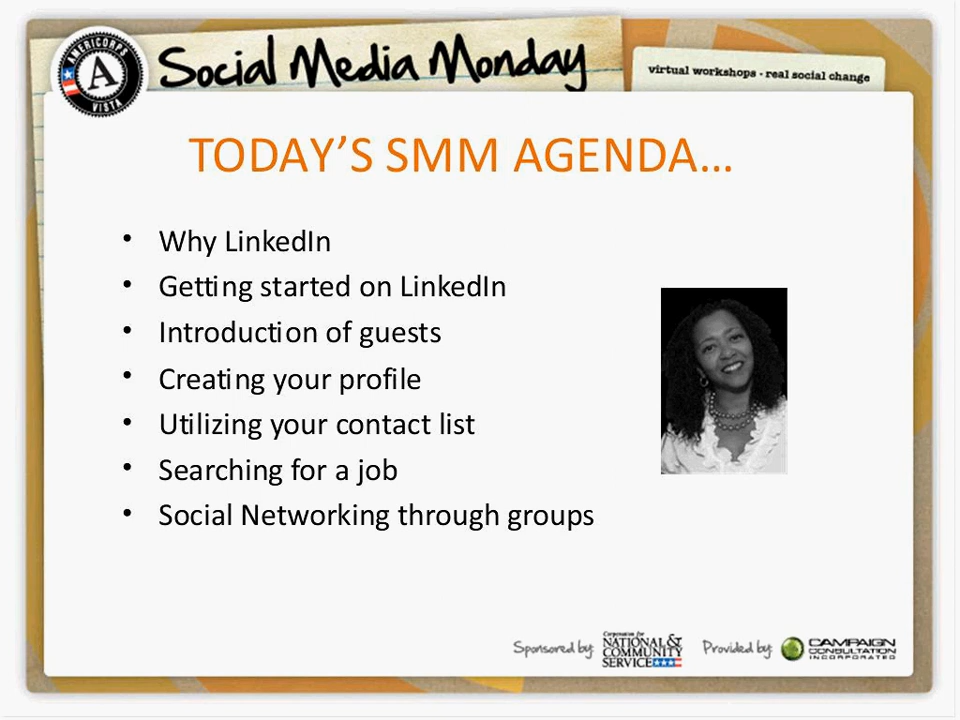 AMERICORPS
A
VISTA
Social Media Monday
virtual workshops · real social change
TODAY’S SMM AGENDA…
• Why LinkedIn
• Getting started on LinkedIn
• Introduction of guests
• Creating your profile
• Utilizing your contact list
• Searching for a job
• Social Networking through groups
Sponsored by:
Corporation for
NATIONAL &
COMMUNITY
SERVICE
Provided by:
CAMPAIGN
CONSULTATION
INCORPORATED